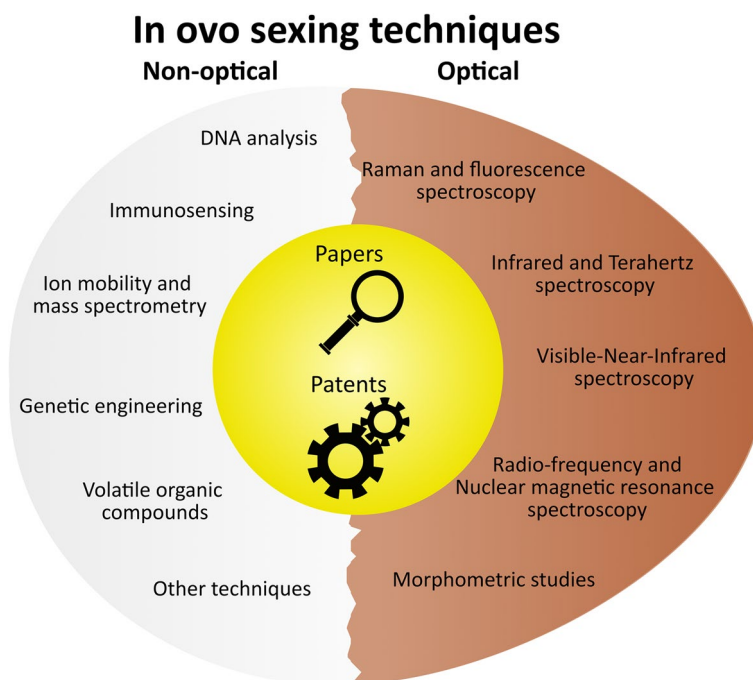 In ovo sexing techniques
Non-optical
Optical
DNA analysis
Immunosensing
Ion mobility and
mass spectrometry
Genetic engineering
Volatile organic
compounds
Other techniques
Papers
Patents
Raman and fluorescence
spectroscopy
Infrared and Terahertz
spectroscopy
Visible-Near-Infrared
spectroscopy
Radio-frequency and
Nuclear magnetic resonance
spectroscopy
Morphometric studies